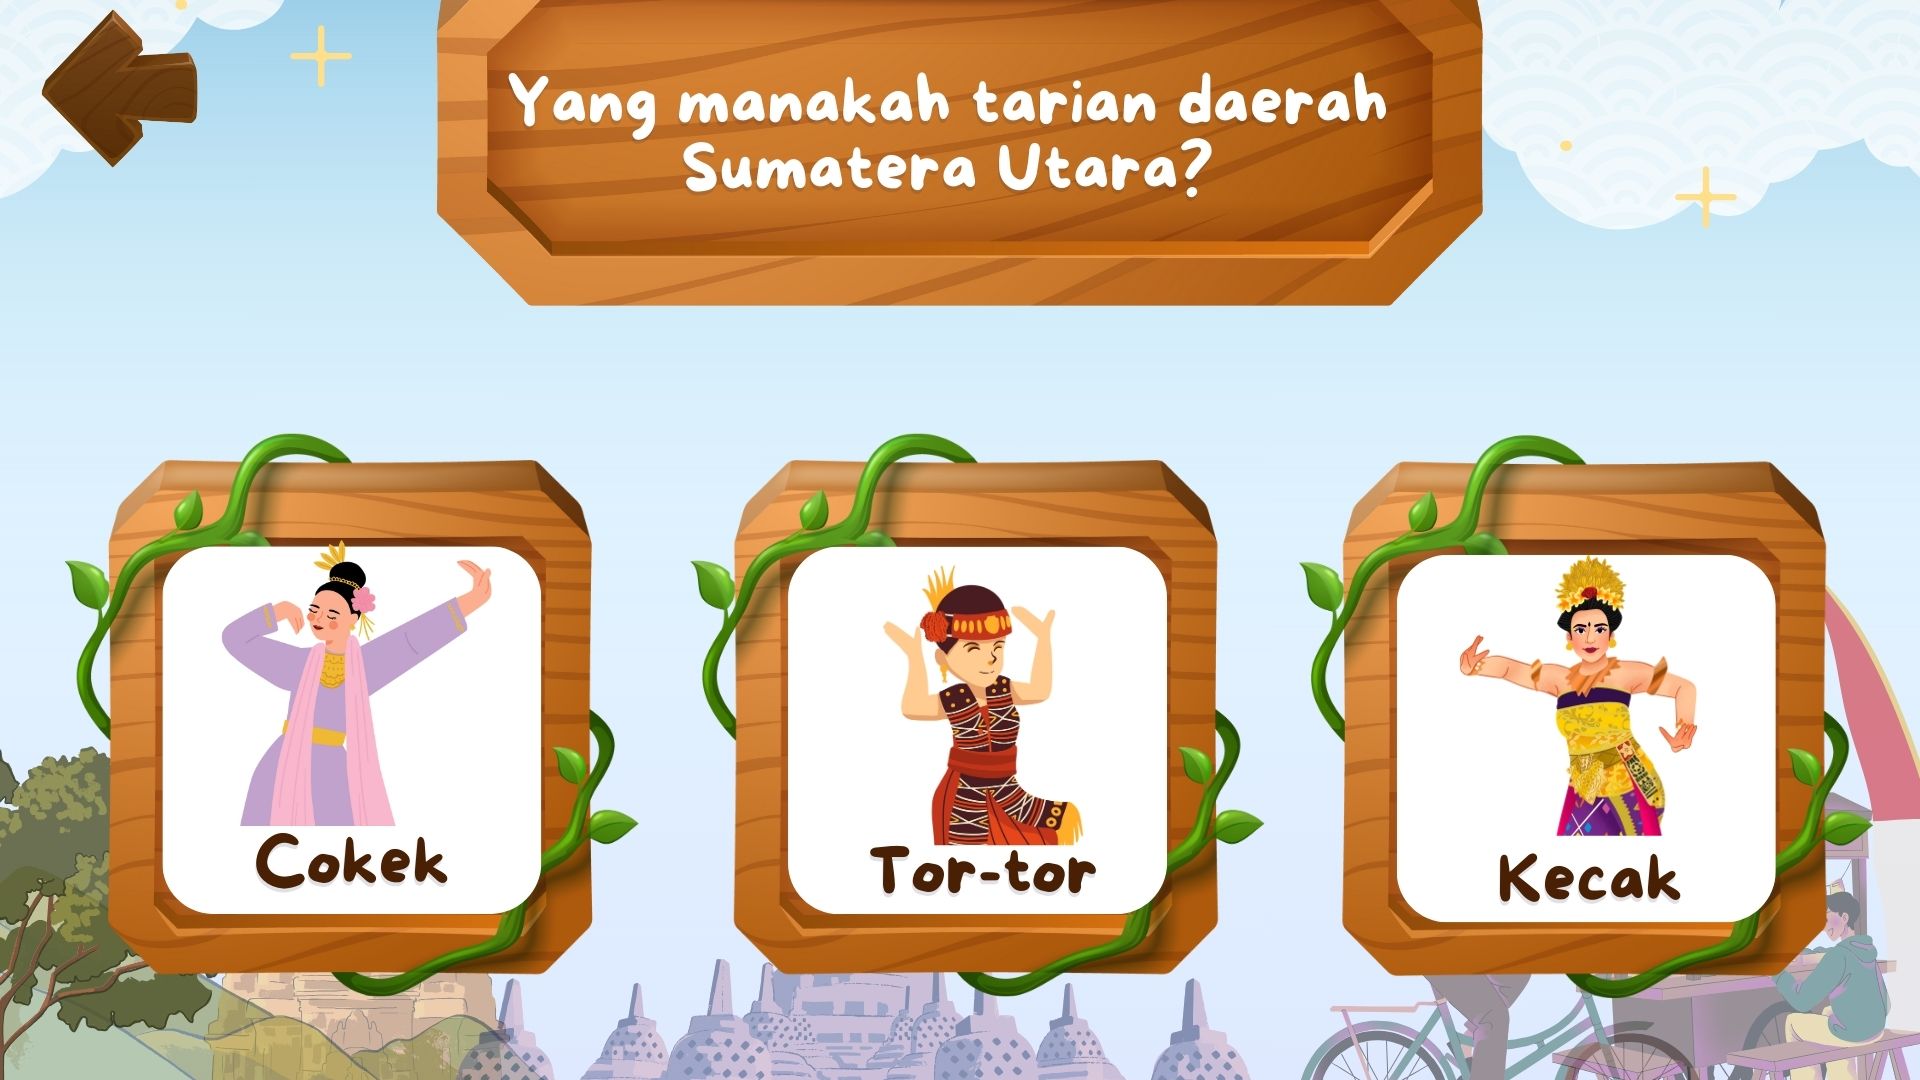 Yang manakah tarian daerah
Sumatera Utara?
Cokek
Tor-tor
Kecak